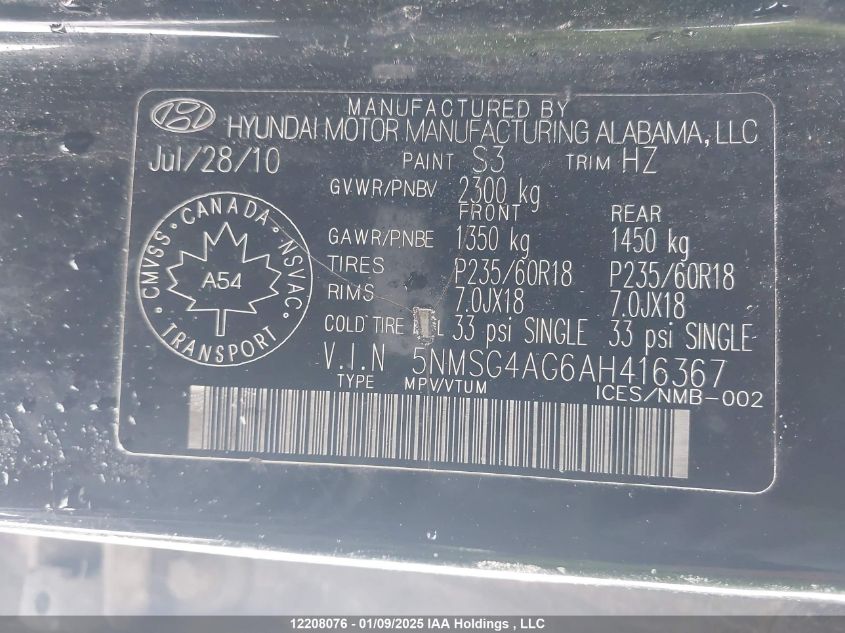 MANUFACTURED BY
HYUNDAI MOTOR MANUFACTURING ALABAMA, LLC
Jul/28/10 PAINT S3 TRIM HZ
GVWR/PNBV 2300 kg
FRONT REAR
GAWR/PNBE 1350 kg 1450 kg
TIRES P235/60R18 P235/60R18
RIMS 7.0JX18 7.0JX18
COLD TIRE 33 psi SINGLE 33 psi SINGLE
V.I.N 5NMSG4AG6AH416367
TYPE MPV/VTUM ICES/NMB-002
CMVSS · CANADA · NSVAC · TRANSPORT ·
A54
12208076 - 01/09/2025 IAA Holdings , LLC